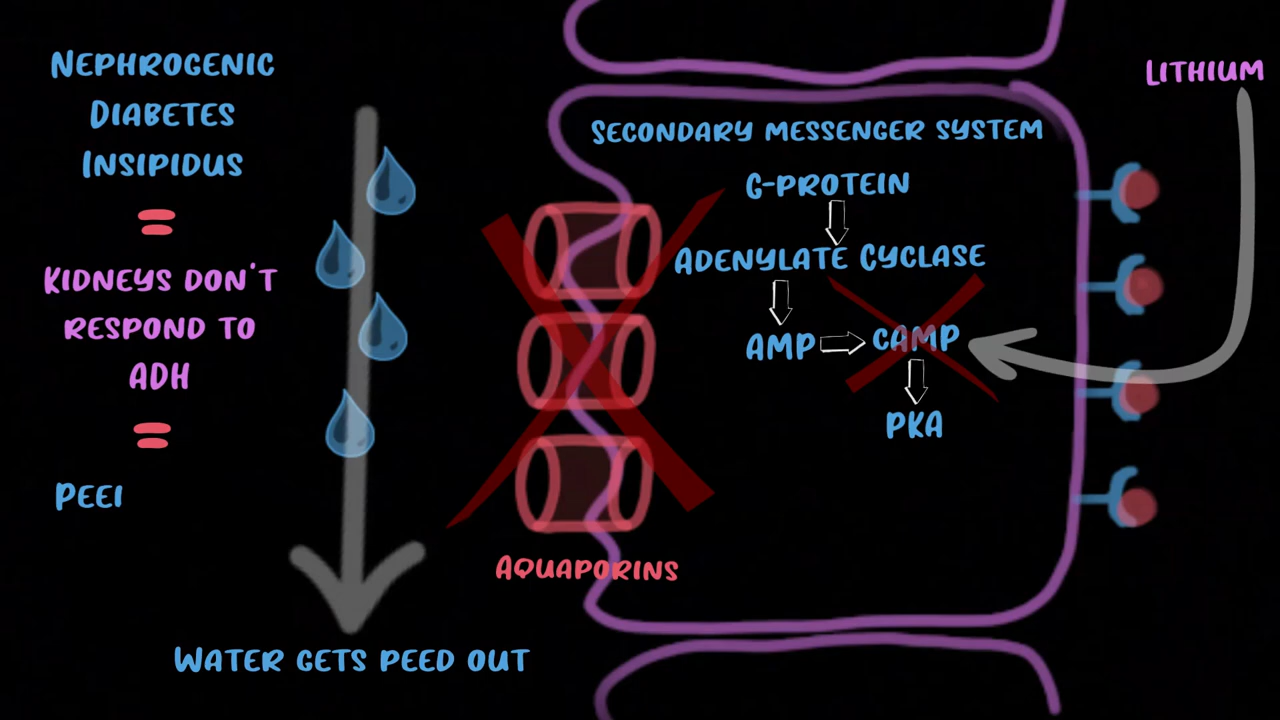 Nephrogenic
Diabetes
Insipidus
=
Kidneys don't
respond to
ADH
=
Peei
Water gets peed out
Aquaporins
Secondary messenger system
G-protein
Adenylate Cyclase
AMP
cAMP
PKA
Lithium